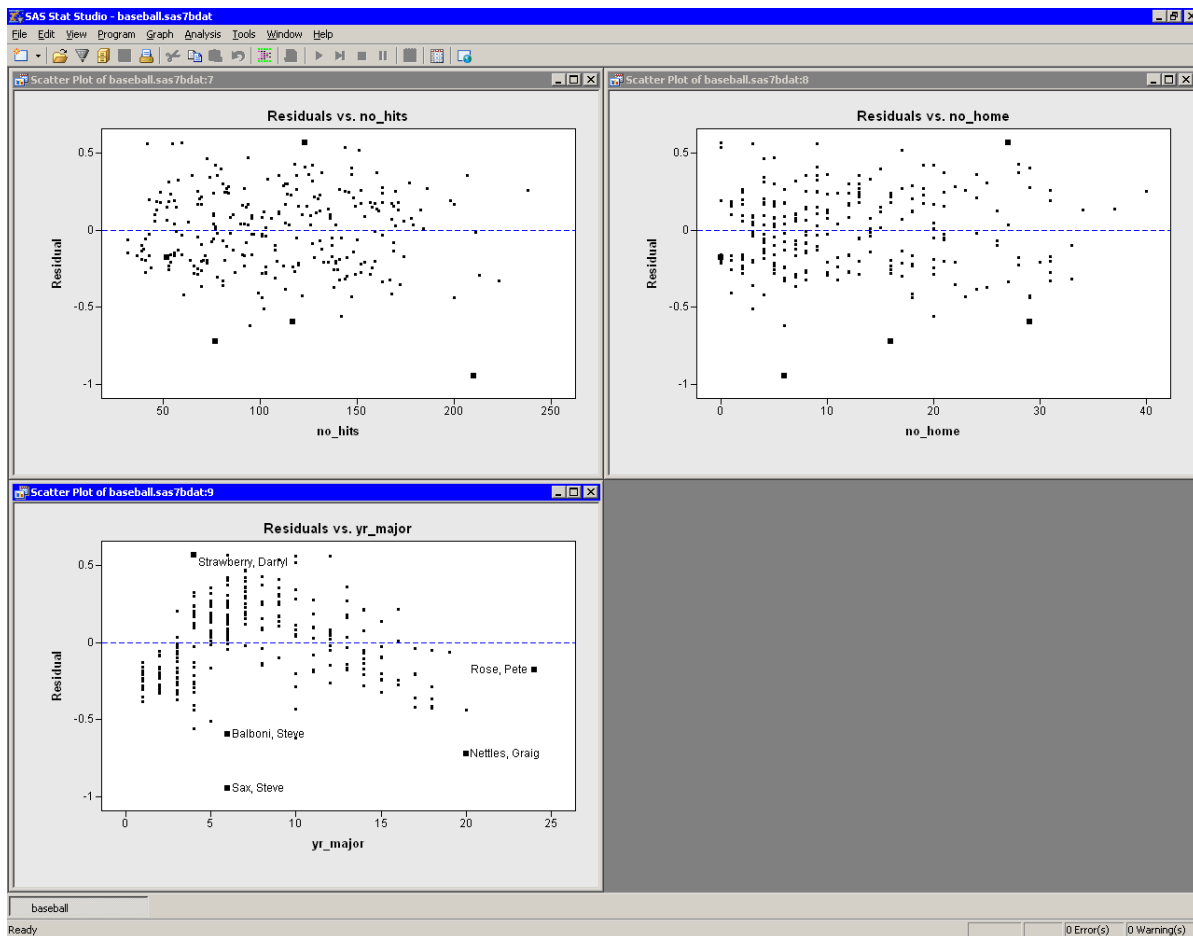 SAS Stat Studio - baseball.sas7bdat
File Edit View Program Graph Analysis Tools Window Help
Scatter Plot of baseball.sas7bdat:7
Residuals vs. no_hits
0.5
0
-0.5
-1
Residual
50 100 150 200 250
no_hits
Scatter Plot of baseball.sas7bdat:8
Residuals vs. no_home
0.5
0
-0.5
-1
Residual
0 10 20 30 40
no_home
Scatter Plot of baseball.sas7bdat:9
Residuals vs. yr_major
0.5
0
-0.5
-1
Residual
Strawberry, Darryl
Rose, Pete
Balboni, Steve
Nettles, Graig
Sax, Steve
0 5 10 15 20 25
yr_major
baseball
Ready
0 Error(s) 0 Warning(s)